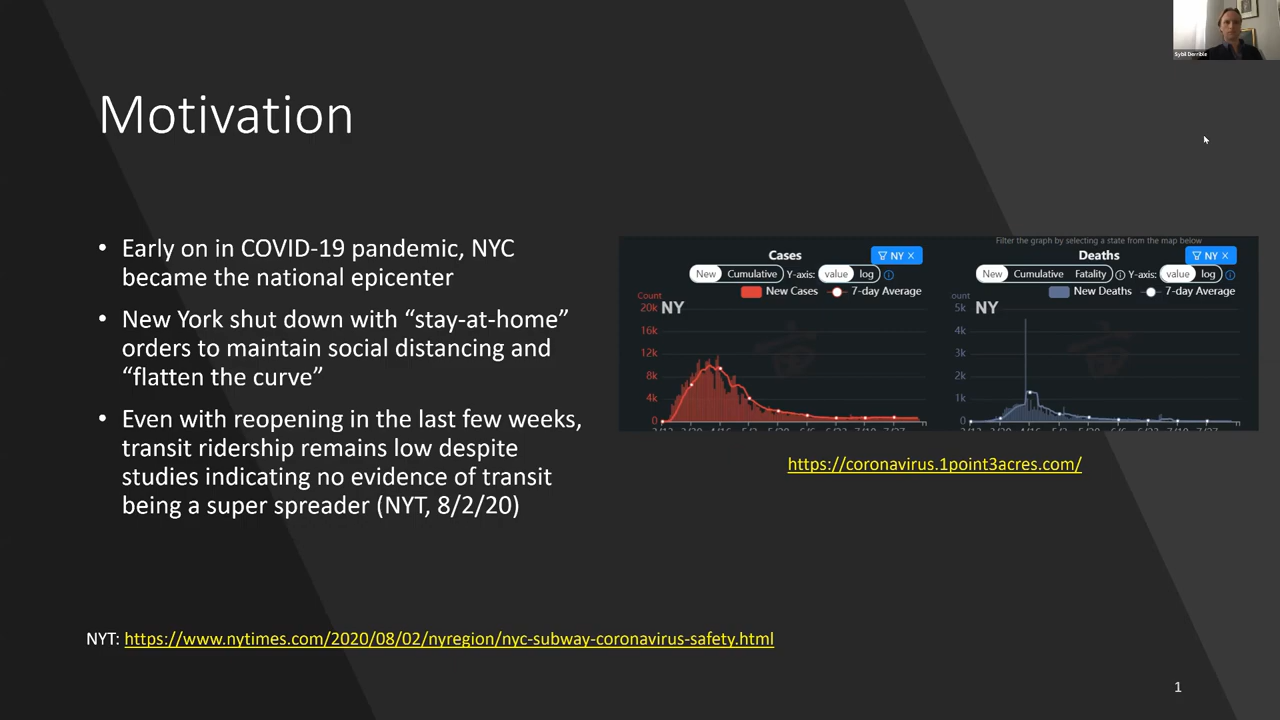 Sybil Derrible
Motivation
• Early on in COVID-19 pandemic, NYC
became the national epicenter
• New York shut down with “stay-at-home”
orders to maintain social distancing and
“flatten the curve”
• Even with reopening in the last few weeks,
transit ridership remains low despite
studies indicating no evidence of transit
being a super spreader (NYT, 8/2/20)
Filter the graph by selecting a state from the map below
Cases
NY X
New Cumulative Y-axis: value log
New Cases 7-day Average
Count
NY
20k
16k
12k
8k
4k
0
Deaths
NY X
New Cumulative Fatality Y-axis: value log
New Deaths 7-day Average
ount
NY
5k
4k
3k
2k
1k
0
https://coronavirus.1point3acres.com/
NYT: https://www.nytimes.com/2020/08/02/nyregion/nyc-subway-coronavirus-safety.html
1